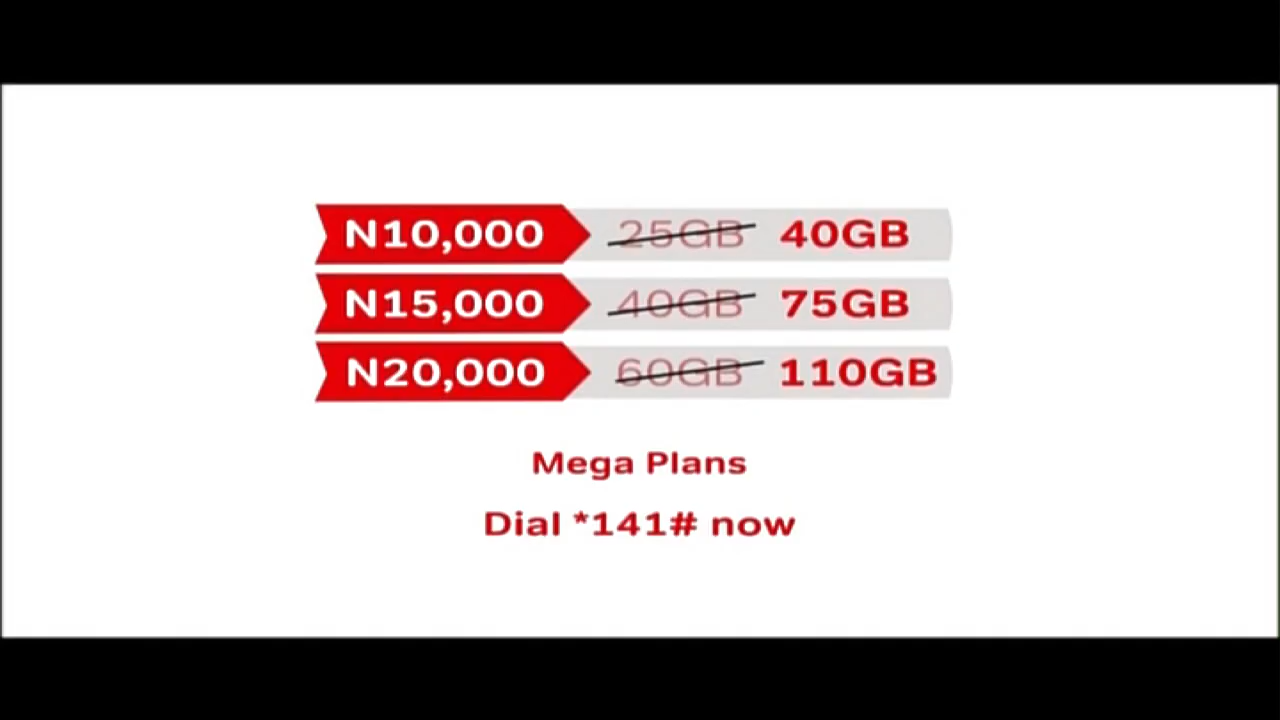 N10,000 25GB 40GB
N15,000 40GB 75GB
N20,000 60GB 110GB
Mega Plans
Dial *141# now